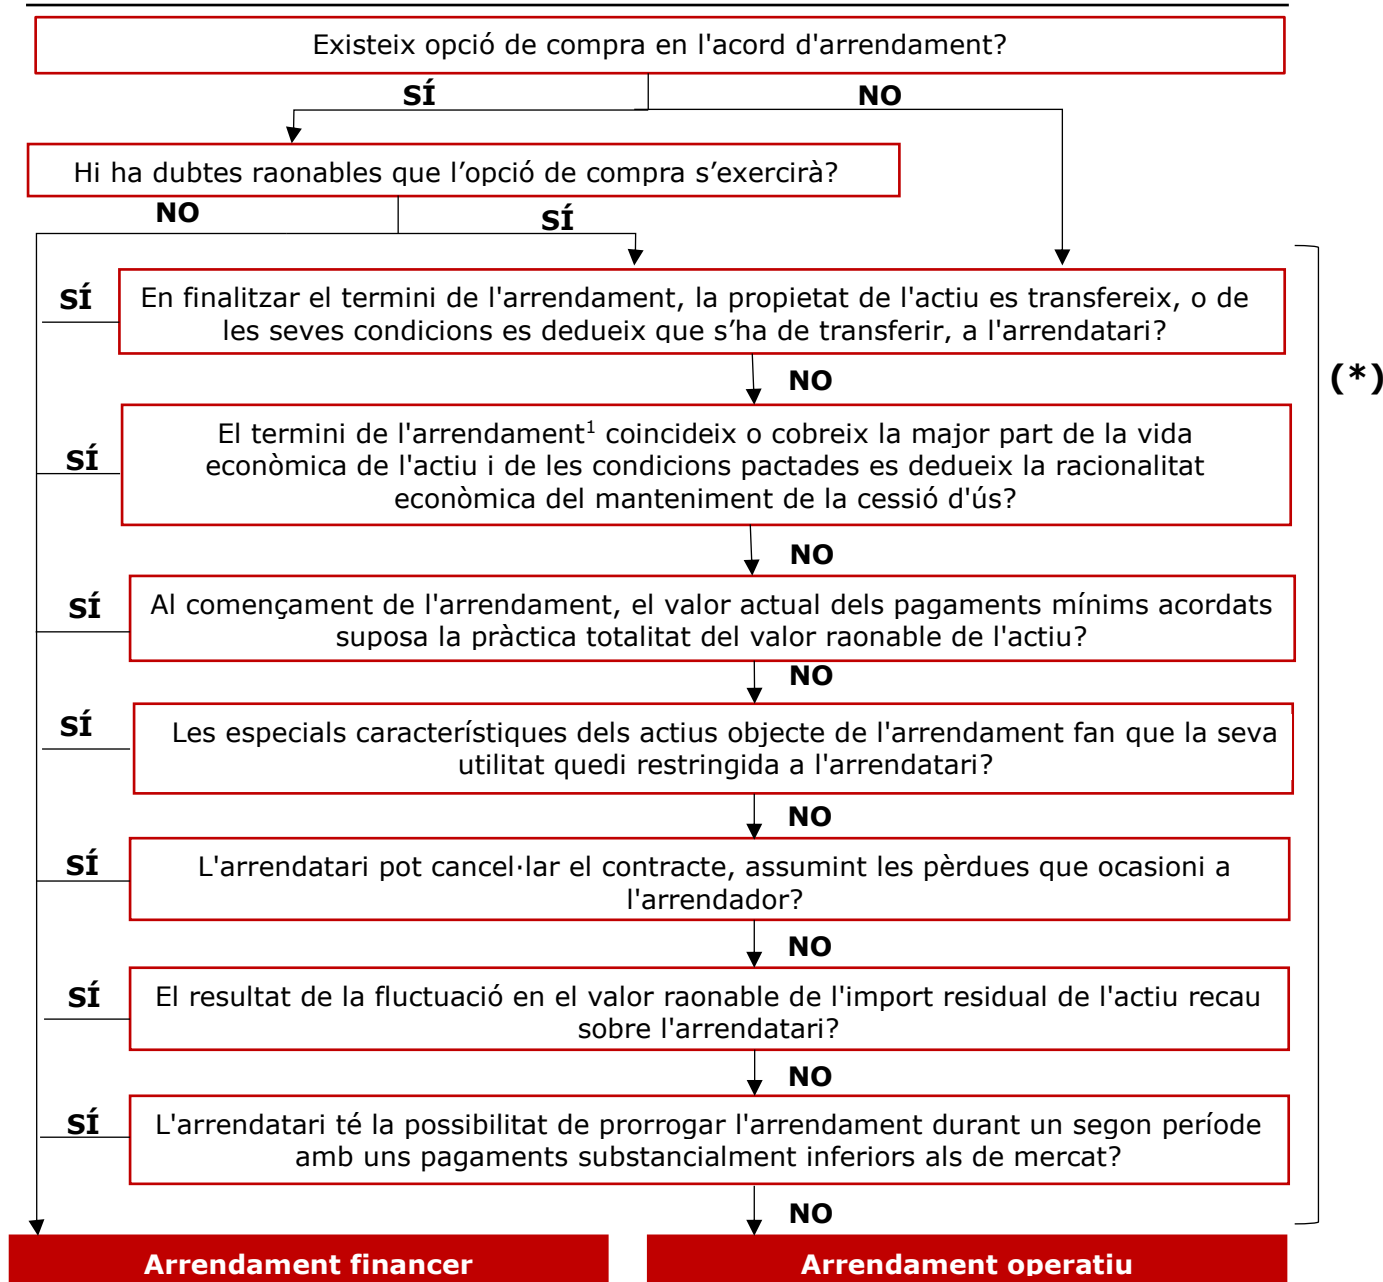 Existeix opció de compra en l'acord d'arrendament?
SÍ
NO
Hi ha dubtes raonables que l’opció de compra s’exercirà?
NO
SÍ
SÍ
En finalitzar el termini de l'arrendament, la propietat de l'actiu es transfereix, o de
les seves condicions es dedueix que s’ha de transferir, a l'arrendatari?
(*)
NO
SÍ
El termini de l'arrendament¹ coincideix o cobreix la major part de la vida
econòmica de l'actiu i de les condicions pactades es dedueix la racionalitat
econòmica del manteniment de la cessió d'ús?
NO
SÍ
Al començament de l'arrendament, el valor actual dels pagaments mínims acordats
suposa la pràctica totalitat del valor raonable de l'actiu?
NO
SÍ
Les especials característiques dels actius objecte de l'arrendament fan que la seva
utilitat quedi restringida a l'arrendatari?
NO
SÍ
L'arrendatari pot cancel·lar el contracte, assumint les pèrdues que ocasioni a
l'arrendador?
NO
SÍ
El resultat de la fluctuació en el valor raonable de l'import residual de l'actiu recau
sobre l'arrendatari?
NO
SÍ
L'arrendatari té la possibilitat de prorrogar l'arrendament durant un segon període
amb uns pagaments substancialment inferiors als de mercat?
NO
Arrendament financer
Arrendament operatiu